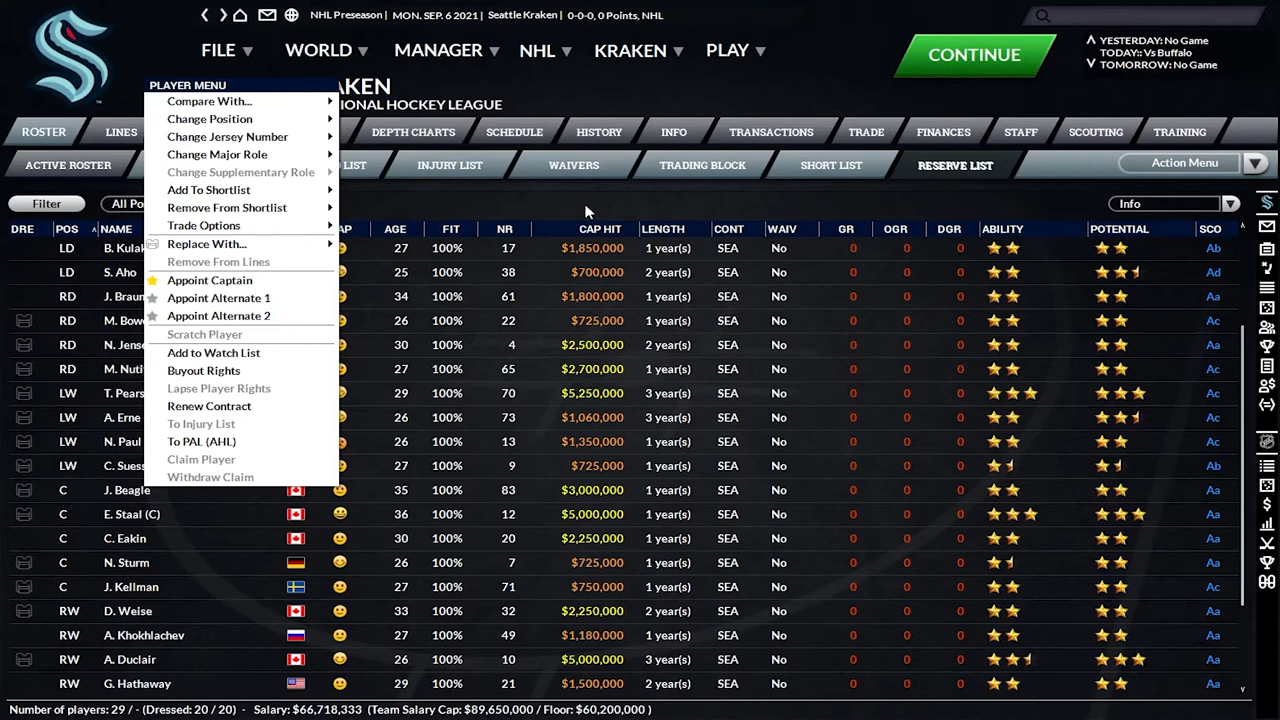 NHL Preseason | MON. SEP. 6 2021 | Seattle Kraken | 0-0-0, 0 Points, NHL
FILE WORLD MANAGER NHL KRAKEN PLAY
CONTINUE
YESTERDAY: No Game
TODAY:: Vs Buffalo
TOMORROW: No Game
AKEN
IONAL HOCKEY LEAGUE
ROSTER LINES DEPTH CHARTS SCHEDULE HISTORY INFO TRANSACTIONS TRADE FINANCES STAFF SCOUTING TRAINING
ACTIVE ROSTER LIST INJURY LIST WAIVERS TRADING BLOCK SHORT LIST RESERVE LIST Action Menu
Filter All Po Info
PLAYER MENU
Compare With...
Change Position
Change Jersey Number
Change Major Role
Change Supplementary Role
Add To Shortlist
Remove From Shortlist
Trade Options
Replace With...
Remove From Lines
Appoint Captain
Appoint Alternate 1
Appoint Alternate 2
Scratch Player
Add to Watch List
Buyout Rights
Lapse Player Rights
Renew Contract
To Injury List
To PAL (AHL)
Claim Player
Withdraw Claim
DRE POS NAME AP AGE FIT NR CAP HIT LENGTH CONT WAIV GR OGR DGR ABILITY POTENTIAL SCO
LD B. Kula 27 100% 17 $1,850,000 1 year(s) SEA No 0 0 0 Ab
LD S. Aho 25 100% 38 $700,000 2 year(s) SEA No 0 0 0 Ad
RD J. Braun 34 100% 61 $1,800,000 1 year(s) SEA No 0 0 0 Aa
RD M. Bow 26 100% 22 $725,000 1 year(s) SEA No 0 0 0 Ac
RD N. Jens 30 100% 4 $2,500,000 2 year(s) SEA No 0 0 0 Aa
RD M. Nuti 26 100% 65 $2,700,000 1 year(s) SEA No 0 0 0 Ac
LW T. Pears 29 100% 70 $5,250,000 3 year(s) SEA No 0 0 0 Ac
LW A. Erne 26 100% 73 $1,060,000 3 year(s) SEA No 0 0 0 Ac
LW N. Paul 26 100% 13 $1,350,000 1 year(s) SEA No 0 0 0 Ac
LW C. Sues 27 100% 9 $725,000 1 year(s) SEA No 0 0 0 Ab
C J. Beagle 35 100% 83 $3,000,000 1 year(s) SEA No 0 0 0 Aa
C E. Staal (C) 36 100% 12 $5,000,000 1 year(s) SEA No 0 0 0 Aa
C C. Eakin 30 100% 20 $2,250,000 1 year(s) SEA No 0 0 0 Aa
C N. Sturm 26 100% 7 $725,000 1 year(s) SEA No 0 0 0 Aa
C J. Kellman 27 100% 71 $750,000 1 year(s) SEA No 0 0 0 Ac
RW D. Weise 33 100% 32 $2,250,000 2 year(s) SEA No 0 0 0 Aa
RW A. Khokhlachev 27 100% 49 $1,180,000 1 year(s) SEA No 0 0 0 Aa
RW A. Duclair 26 100% 10 $5,000,000 3 year(s) SEA No 0 0 0 Aa
RW G. Hathaway 29 100% 21 $1,500,000 2 year(s) SEA No 0 0 0 Aa
Number of players: 29 / - (Dressed: 20 / 20) - Salary: $66,718,333 (Team Salary Cap: $89,650,000 / Floor: $60,200,000 )